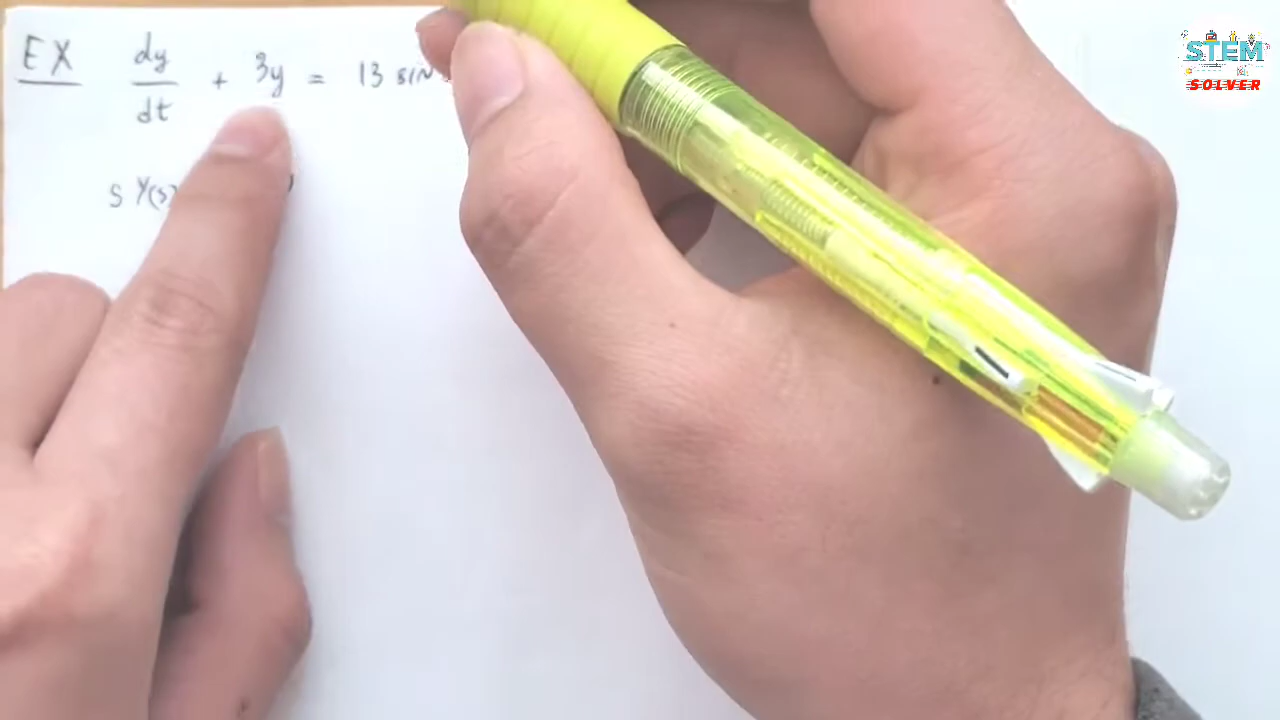 EX dy/dt + 3y = 13 sin
s Y(s)
STEM
SOLVER